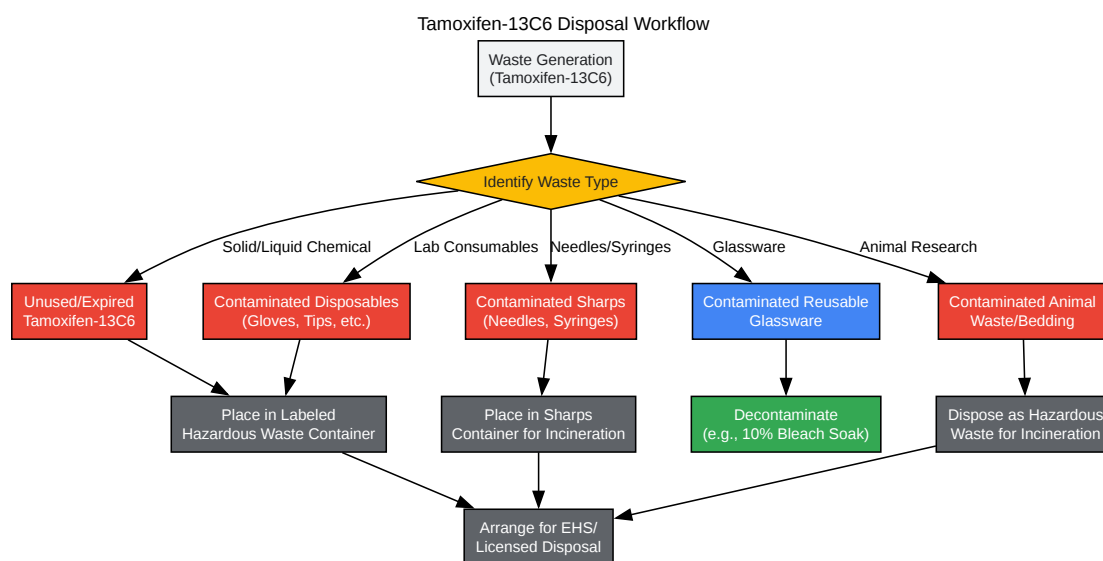 Tamoxifen-13C6 Disposal Workflow
Waste Generation
(Tamoxifen-13C6)
Identify Waste Type
Solid/Liquid Chemical
Lab Consumables
Needles/Syringes
Glassware
Animal Research
Unused/Expired
Tamoxifen-13C6
Contaminated Disposables
(Gloves, Tips, etc.)
Contaminated Sharps
(Needles, Syringes)
Contaminated Reusable
Glassware
Contaminated Animal
Waste/Bedding
Place in Labeled
Hazardous Waste Container
Place in Sharps
Container for Incineration
Decontaminate
(e.g., 10% Bleach Soak)
Dispose as Hazardous
Waste for Incineration
Arrange for EHS/
Licensed Disposal